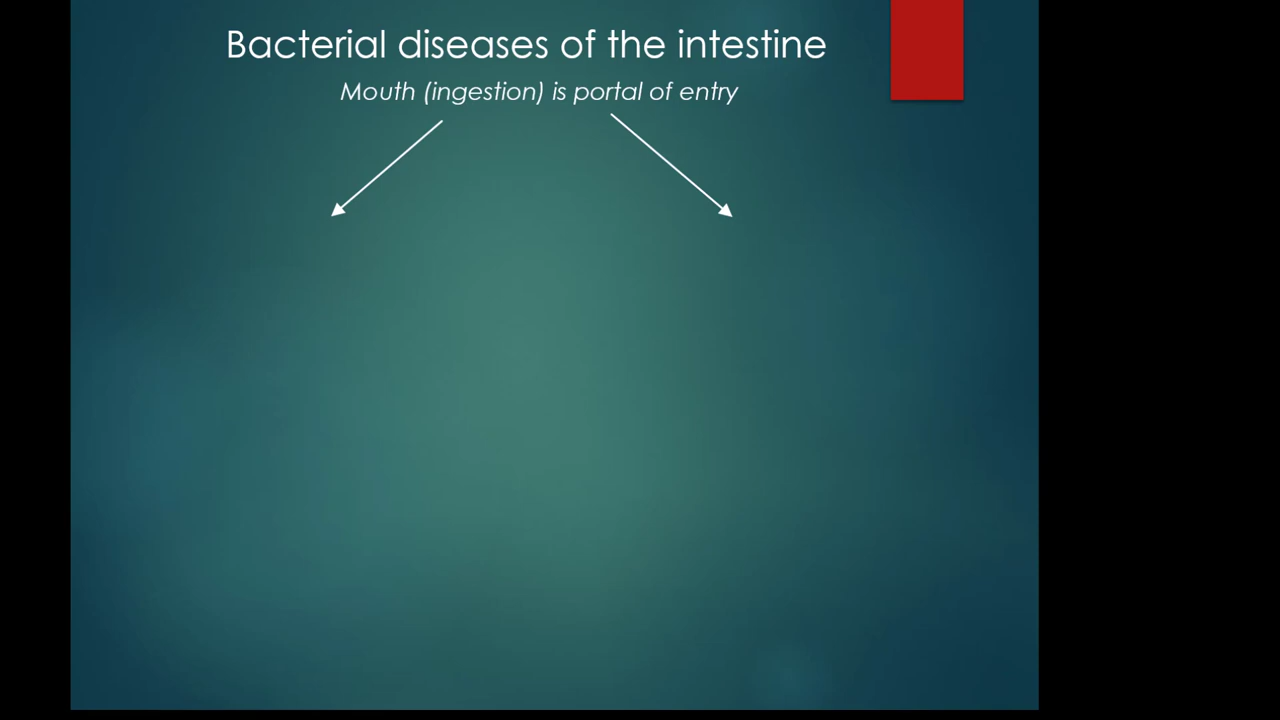 Bacterial diseases of the intestine
Mouth (ingestion) is portal of entry